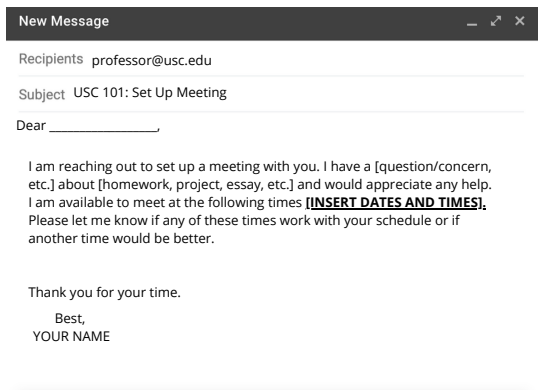 New Message
Recipients professor@usc.edu
Subject USC 101: Set Up Meeting
Dear __________________,
I am reaching out to set up a meeting with you. I have a [question/concern,
etc.] about [homework, project, essay, etc.] and would appreciate any help.
I am available to meet at the following times [INSERT DATES AND TIMES].
Please let me know if any of these times work with your schedule or if
another time would be better.
Thank you for your time.
Best,
YOUR NAME